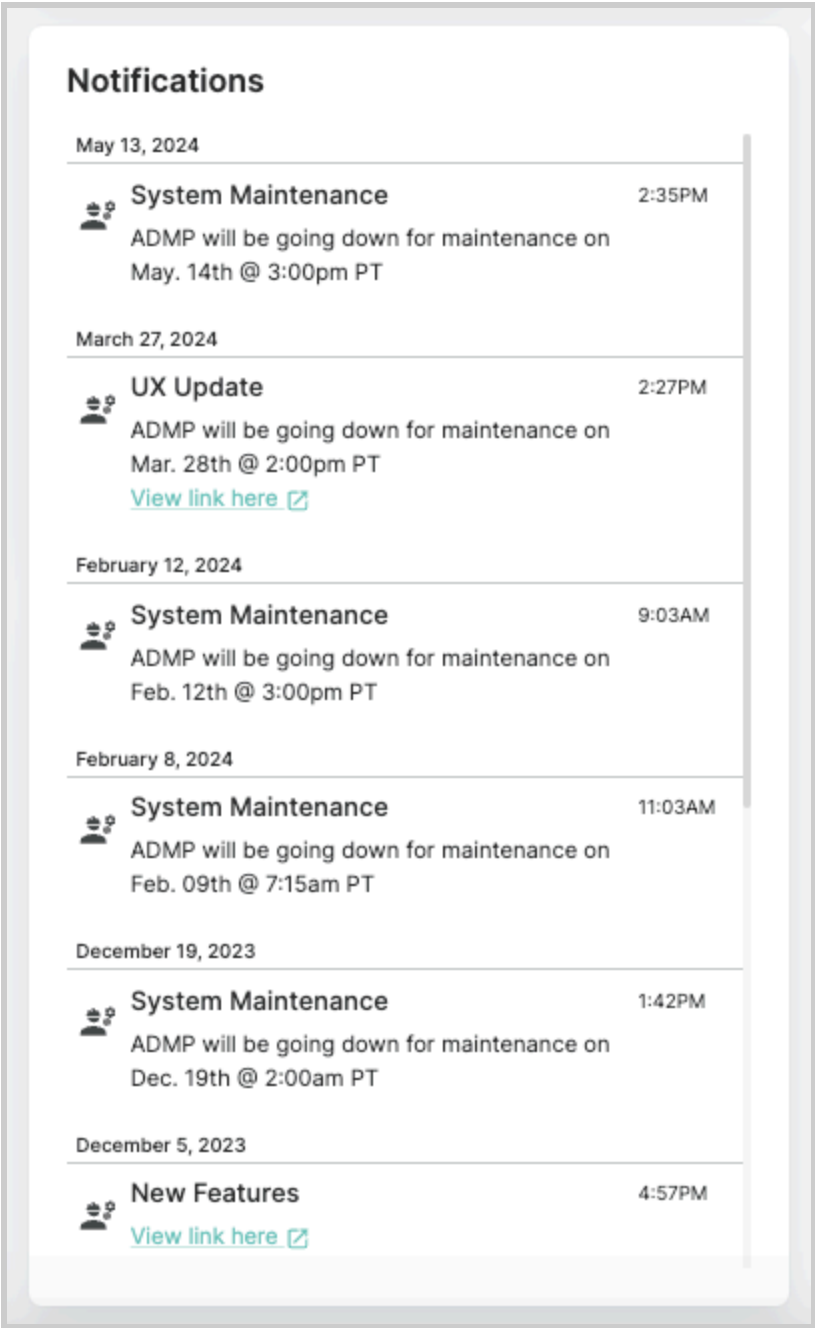 Notifications
May 13, 2024
System Maintenance 2:35PM
ADMP will be going down for maintenance on
May. 14th @ 3:00pm PT
March 27, 2024
UX Update 2:27PM
ADMP will be going down for maintenance on
Mar. 28th @ 2:00pm PT
View link here
February 12, 2024
System Maintenance 9:03AM
ADMP will be going down for maintenance on
Feb. 12th @ 3:00pm PT
February 8, 2024
System Maintenance 11:03AM
ADMP will be going down for maintenance on
Feb. 09th @ 7:15am PT
December 19, 2023
System Maintenance 1:42PM
ADMP will be going down for maintenance on
Dec. 19th @ 2:00am PT
December 5, 2023
New Features 4:57PM
View link here